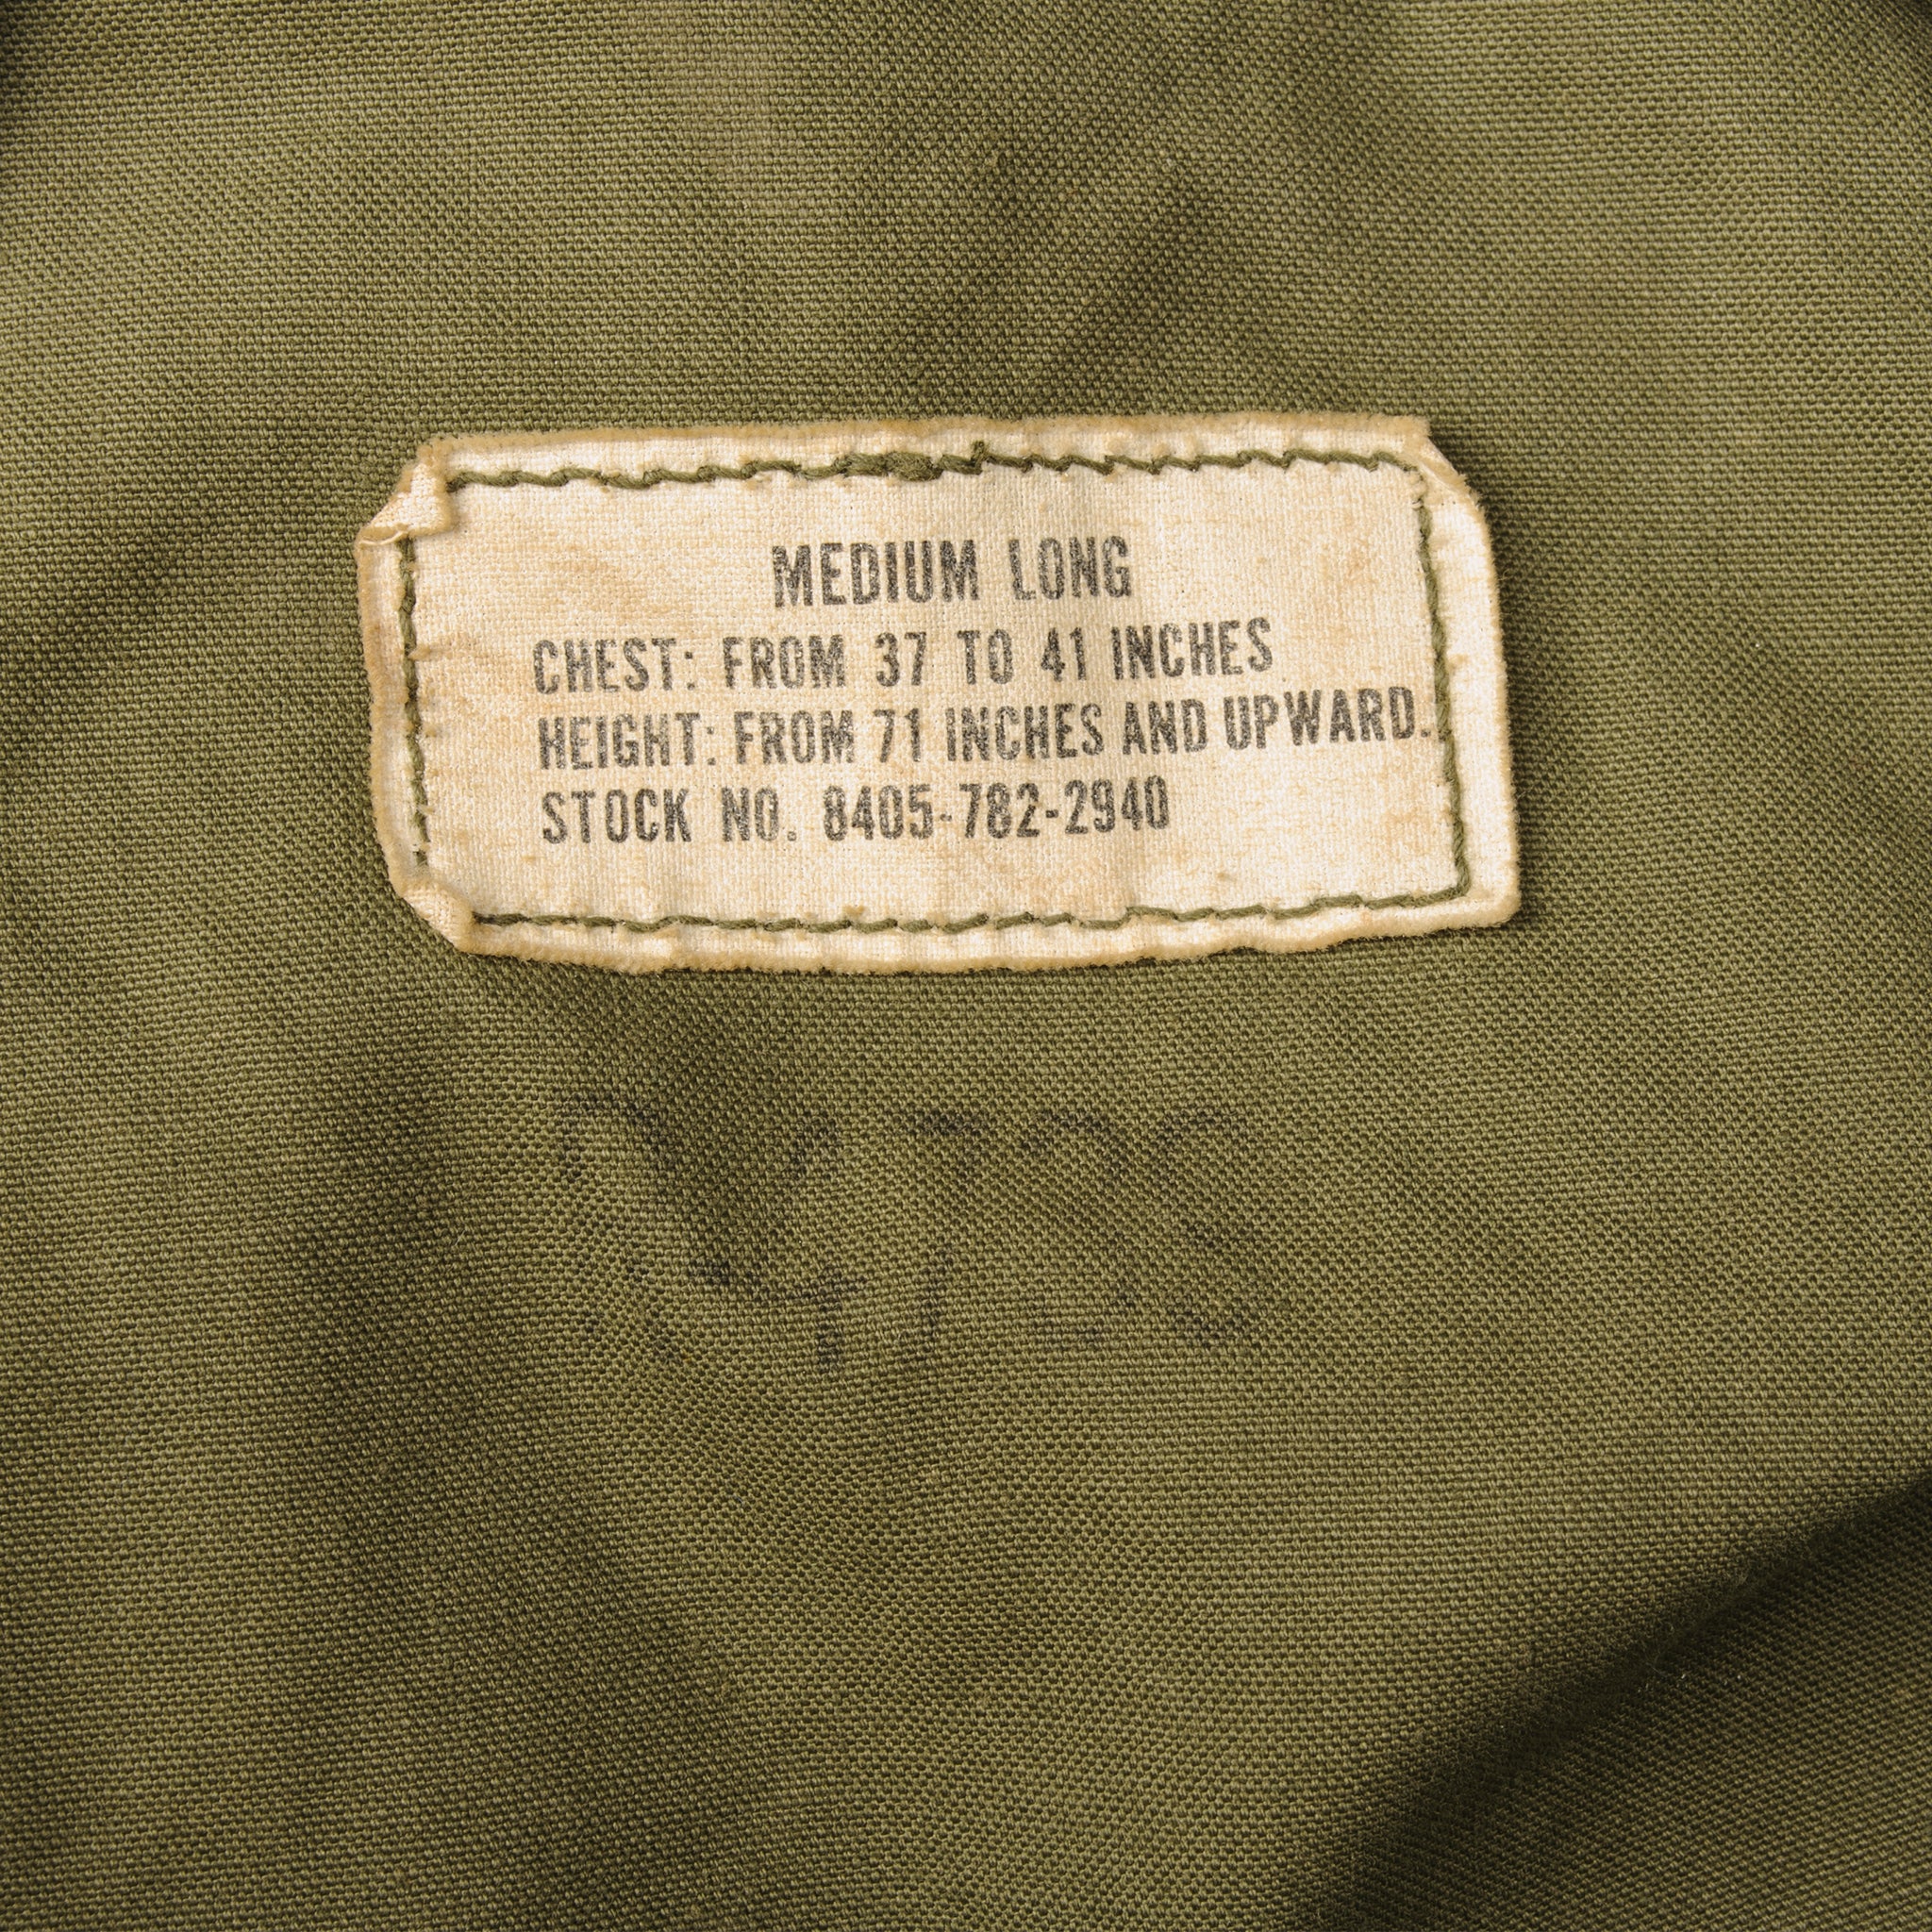 MEDIUM LONG
CHEST: FROM 37 TO 41 INCHES
HEIGHT: FROM 71 INCHES AND UPWARD.
STOCK NO. 8405-782-2940